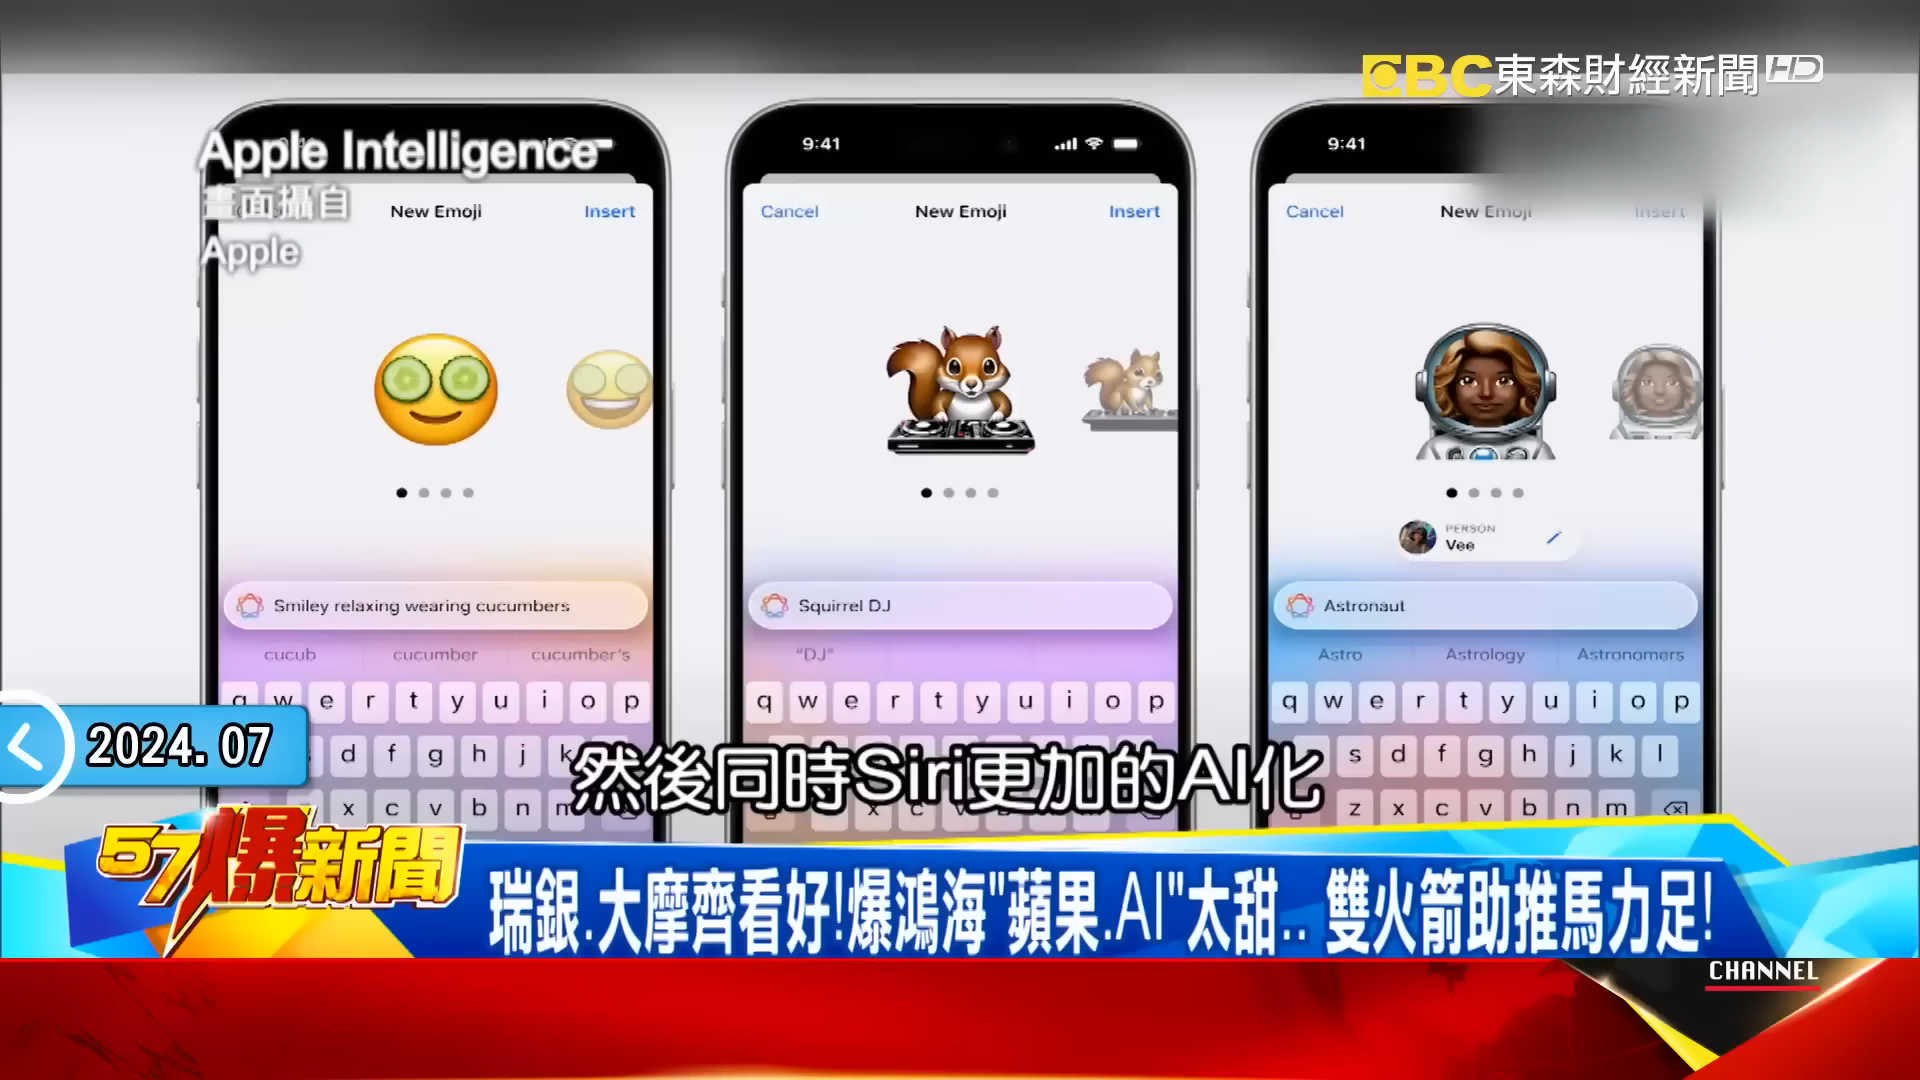 EBC東森財經新聞HD
Apple Intelligence
畫面攝自
Apple
New Emoji
Insert
9:41
Cancel
New Emoji
Insert
9:41
Cancel
New Emoji
Insert
PERSON
Vee
Smiley relaxing wearing cucumbers
Squirrel DJ
Astronaut
cucub cucumber cucumber's
"DJ"
Astro Astrology Astronomers
q w e r t y u i o p
q w e r t y u i o p
q w e r t y u i o p
d f g h j k
s d f g h j k l
x c v b n m
z x c v b n m
2024.07
然後同時Siri更加的AI化
57爆新聞
瑞銀.大摩齊看好!爆鴻海"蘋果.AI"太甜.. 雙火箭助推馬力足!
CHANNEL